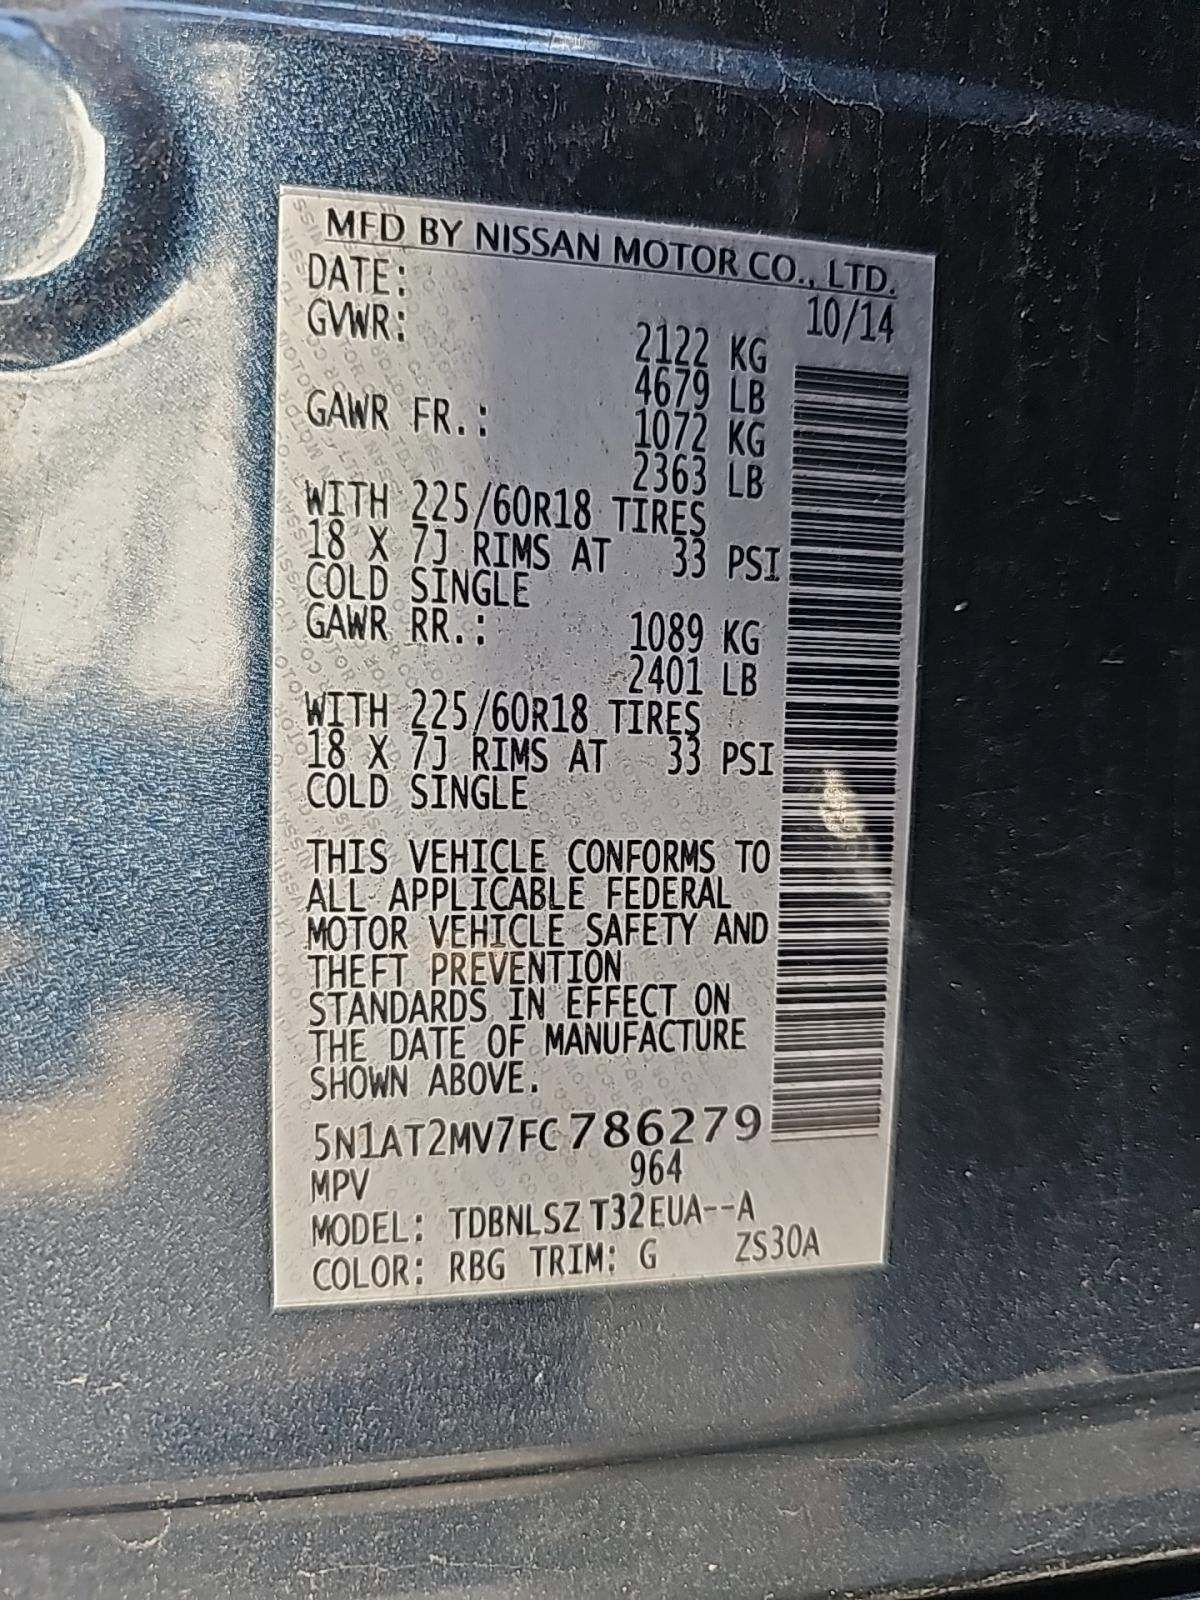 MFD BY NISSAN MOTOR CO., LTD.
DATE: 10/14
GVWR: 2122 KG
4679 LB
GAWR FR.: 1072 KG
2363 LB
WITH 225/60R18 TIRES
18 X 7J RIMS AT 33 PSI
COLD SINGLE
GAWR RR.: 1089 KG
2401 LB
WITH 225/60R18 TIRES
18 X 7J RIMS AT 33 PSI
COLD SINGLE
THIS VEHICLE CONFORMS TO
ALL APPLICABLE FEDERAL
MOTOR VEHICLE SAFETY AND
THEFT PREVENTION
STANDARDS IN EFFECT ON
THE DATE OF MANUFACTURE
SHOWN ABOVE.
5N1AT2MV7FC786279
MPV 964
MODEL: TDBNLSZ T32EUA--A
COLOR: RBG TRIM: G ZS30A